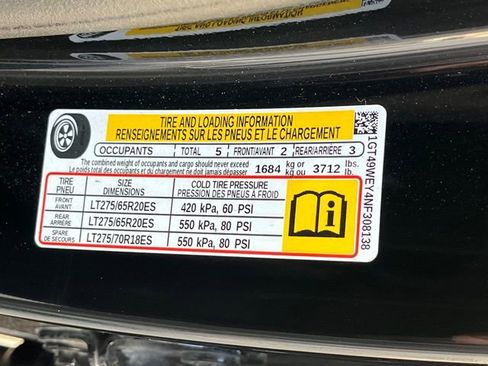 TIRE AND LOADING INFORMATION
RENSEIGNEMENTS SUR LES PNEUS ET LE CHARGEMENT
OCCUPANTS TOTAL 5 FRONT/AVANT 2 REAR/ARRIÈRE 3
The combined weight of occupants and cargo should never exceed 1684 kg or 3712 lbs.
Le poids total des occupants et du chargement ne doit jamais dépasser kg ou lb.
TIRE SIZE COLD TIRE PRESSURE
PNEU DIMENSIONS PRESSION DES PNEUS À FROID
FRONT
AVANT LT275/65R20ES 420 kPa, 60 PSI
REAR
ARRIÈRE LT275/65R20ES 550 kPa, 80 PSI
SPARE
DE SECOURS LT275/70R18ES 550 kPa, 80 PSI
1GT49WEY4NF308138